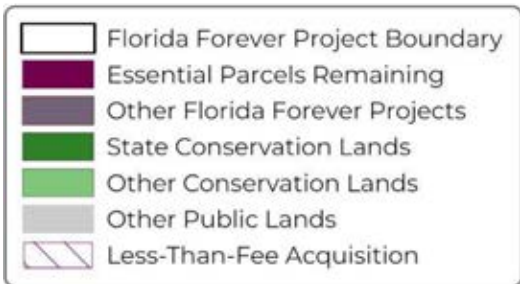 Florida Forever Project Boundary
Essential Parcels Remaining
Other Florida Forever Projects
State Conservation Lands
Other Conservation Lands
Other Public Lands
Less-Than-Fee Acquisition